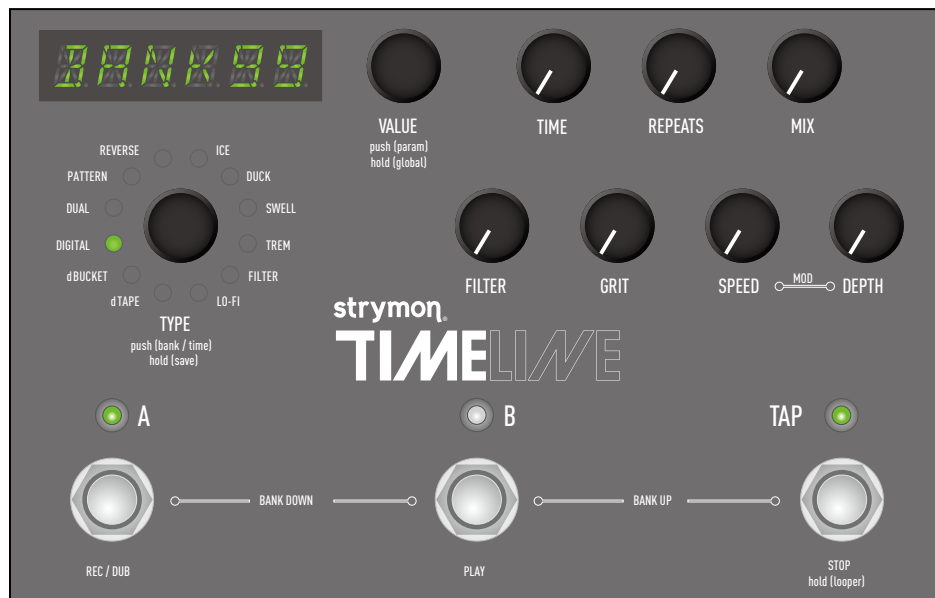 BANK99
VALUE
push (param)
hold (global)
TIME
REPEATS
MIX
REVERSE
ICE
PATTERN
DUCK
DUAL
SWELL
DIGITAL
TREM
dBUCKET
FILTER
dTAPE
LO-FI
TYPE
push (bank / time)
hold (save)
FILTER
GRIT
SPEED
MOD
DEPTH
strymon®
TIMELINE
A
B
TAP
BANK DOWN
BANK UP
REC / DUB
PLAY
STOP
hold (looper)